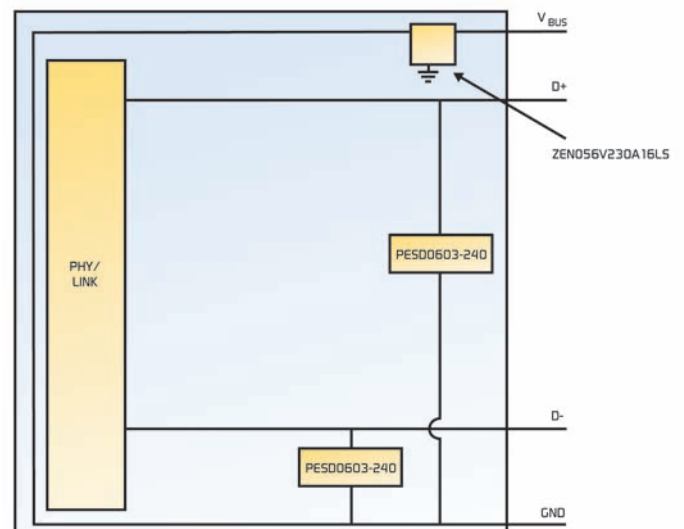 V BUS
D+
ZEN056V230A16LS
PESD0603-240
PHY/
LINK
D-
PESD0603-240
GND